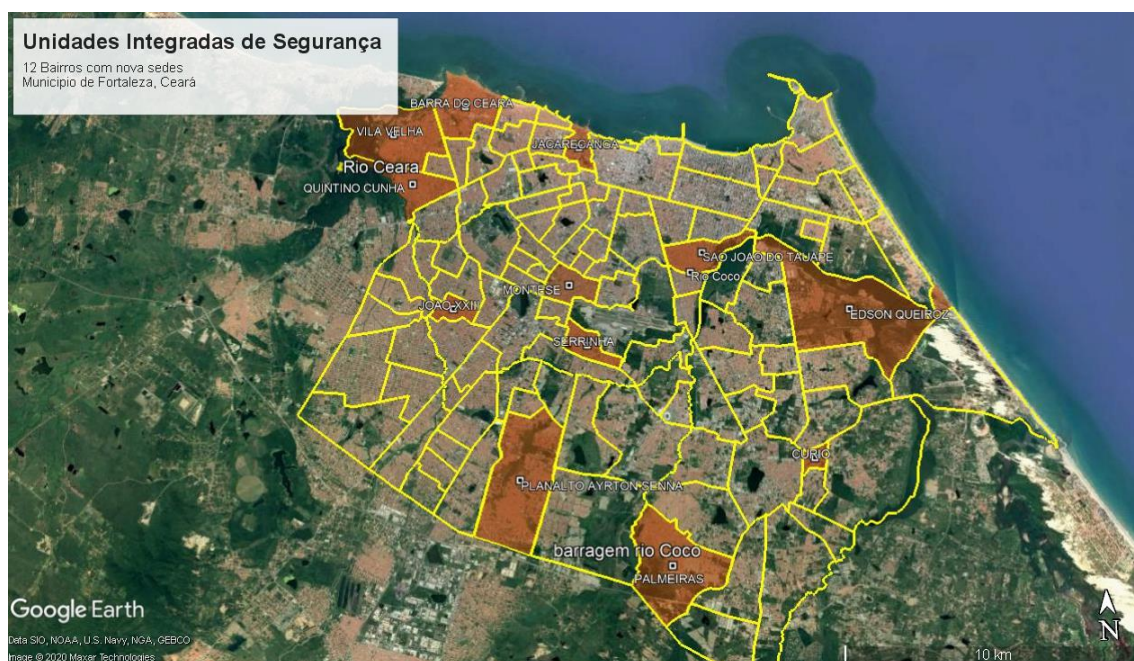 Unidades Integradas de Segurança
12 Bairros com nova sedes
Municipio de Fortaleza, Ceará
BARRA DO CEARA
VILA VELHA
JACARECANGA
Rio Ceara
QUINTINO CUNHA
SAO JOAO DO TAUAPE
Rio Coco
MONTESE
JOAO XXIII
EDSON QUEIROZ
SERRINHA
CURIO
PLANALTO AYRTON SENNA
barragem rio Coco
PALMEIRAS
Google Earth
N
Data SIO, NOAA, U.S. Navy, NGA, GEBCO
Image © 2020 Maxar Technologies
10 km